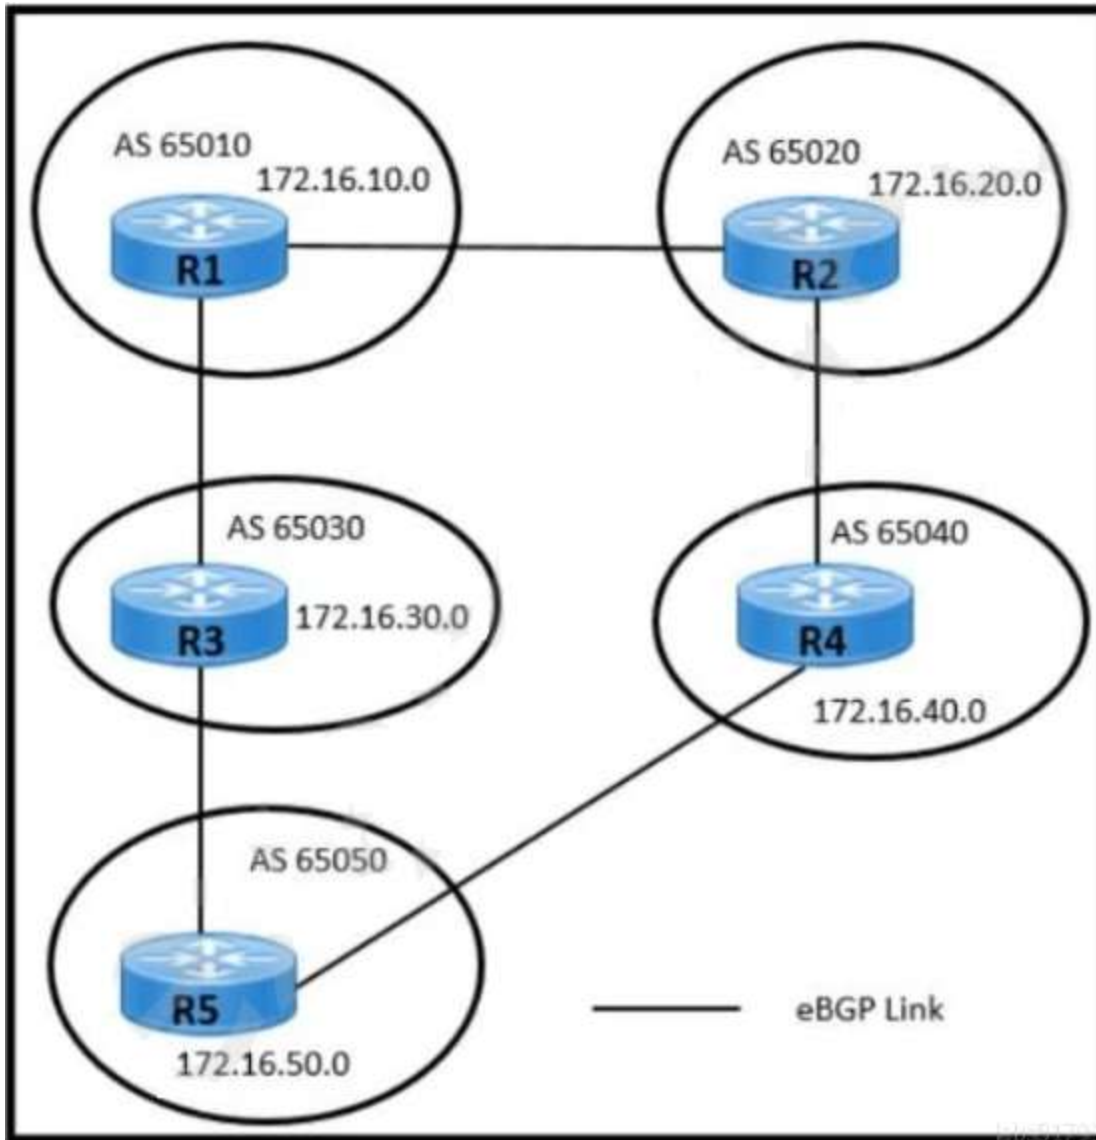 AS 65010
172.16.10.0
R1
AS 65020
172.16.20.0
R2
AS 65030
172.16.30.0
R3
AS 65040
R4
172.16.40.0
AS 65050
R5
172.16.50.0
eBGP Link